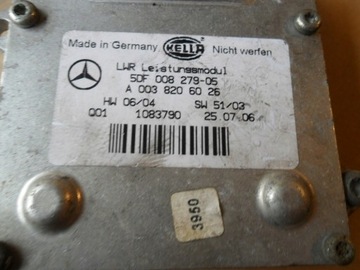 Made in Germany HELLA Nicht werfen
LWR Leistungsmodul
5DF 008 279-05
A 003 820 60 26
HW 06/04 SW 51/03
Q01 1083790 25.07.06
3950